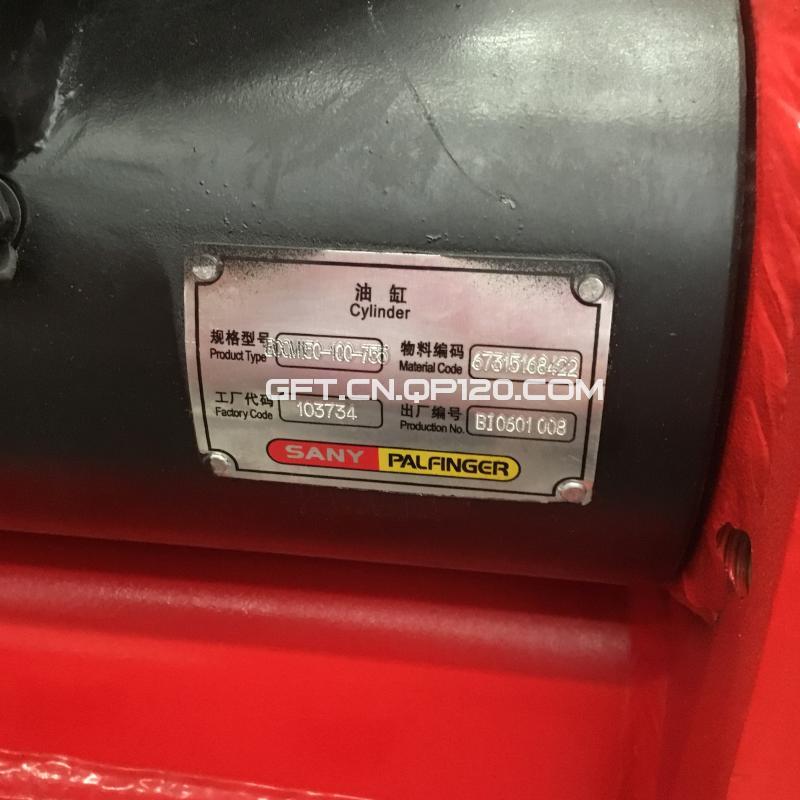 油缸
Cylinder
规格型号
Product Type
物料编码 67315168422
Material Code
GFT.CN.QP120.COM
工厂代码 103734
Factory Code
出厂编号 BI0601008
Production No.
SANY PALFINGER